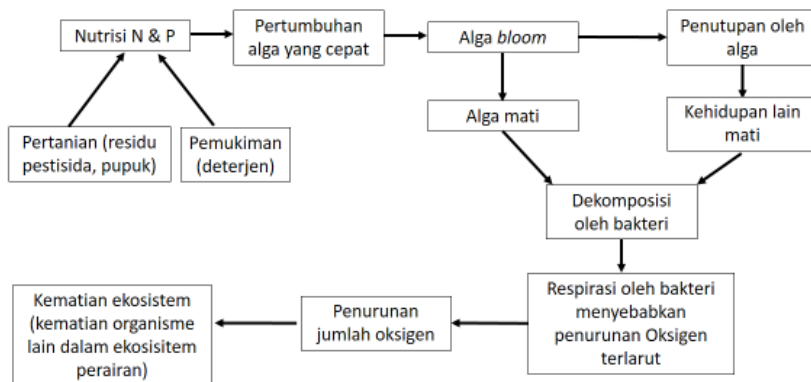 Nutrisi N & P
Pertumbuhan
alga yang cepat
Alga bloom
Penutupan oleh
alga
Pertanian (residu
pestisida, pupuk)
Pemukiman
(deterjen)
Alga mati
Kehidupan lain
mati
Dekomposisi
oleh bakteri
Respirasi oleh bakteri
menyebabkan
penurunan Oksigen
terlarut
Penurunan
jumlah oksigen
Kematian ekosistem
(kematian organisme
lain dalam ekosisitem
perairan)